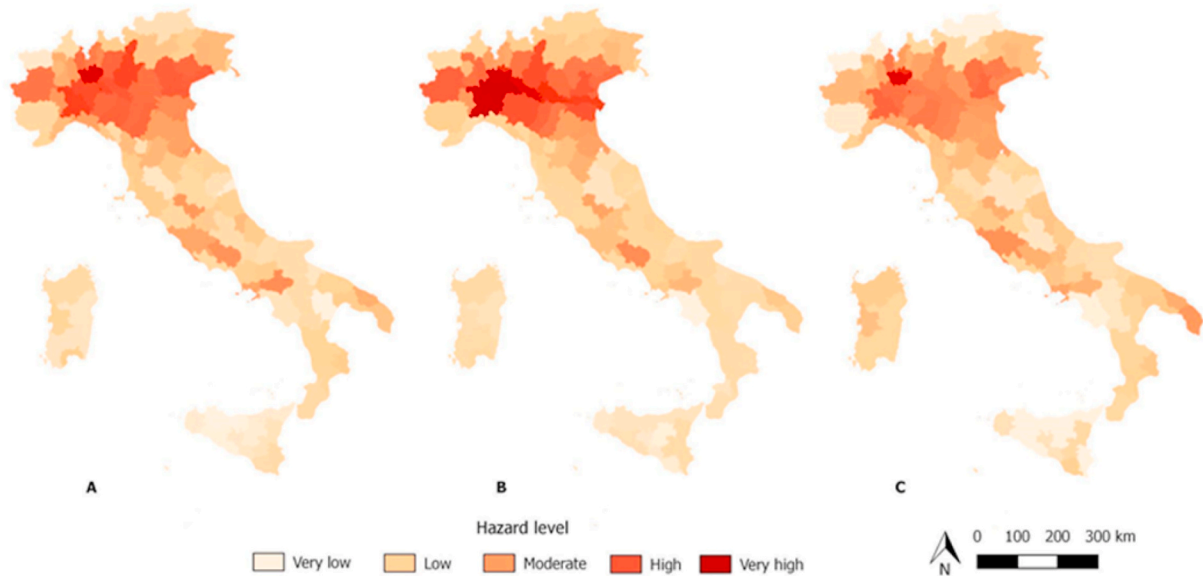 A
B
C
Hazard level
Very low
Low
Moderate
High
Very high
0 100 200 300 km
N